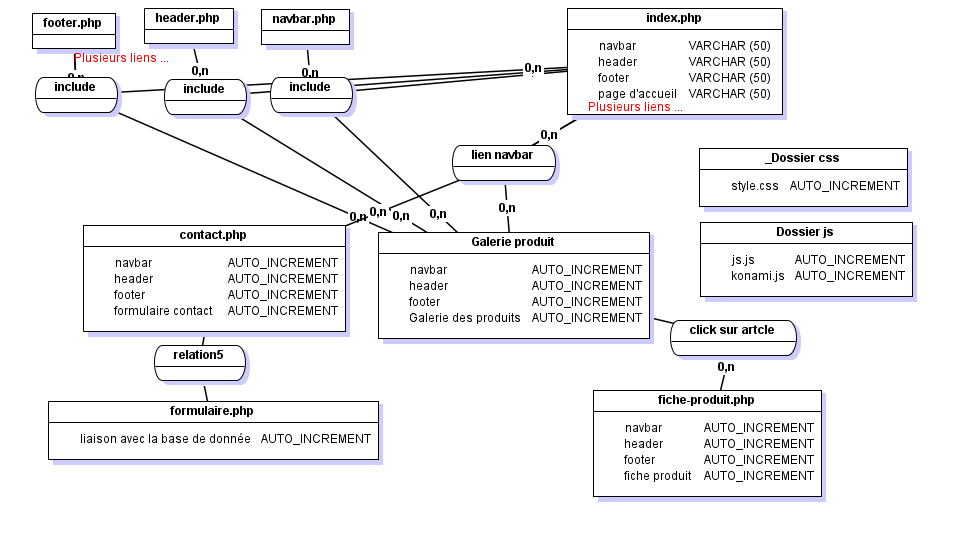 footer.php
header.php
navbar.php
index.php
navbar VARCHAR (50)
header VARCHAR (50)
footer VARCHAR (50)
page d'accueil VARCHAR (50)
Plusieurs liens ...
Plusieurs liens ...
0,n
0,n
0,n
0,n
include
include
include
0,n
lien navbar
_Dossier css
style.css AUTO_INCREMENT
Dossier js
js.js AUTO_INCREMENT
konami.js AUTO_INCREMENT
0,n
0,n
0,n
0,n
0,n
contact.php
navbar AUTO_INCREMENT
header AUTO_INCREMENT
footer AUTO_INCREMENT
formulaire contact AUTO_INCREMENT
Galerie produit
navbar AUTO_INCREMENT
header AUTO_INCREMENT
footer AUTO_INCREMENT
Galerie des produits AUTO_INCREMENT
click sur artcle
relation5
0,n
formulaire.php
liaison avec la base de donnée AUTO_INCREMENT
fiche-produit.php
navbar AUTO_INCREMENT
header AUTO_INCREMENT
footer AUTO_INCREMENT
fiche produit AUTO_INCREMENT